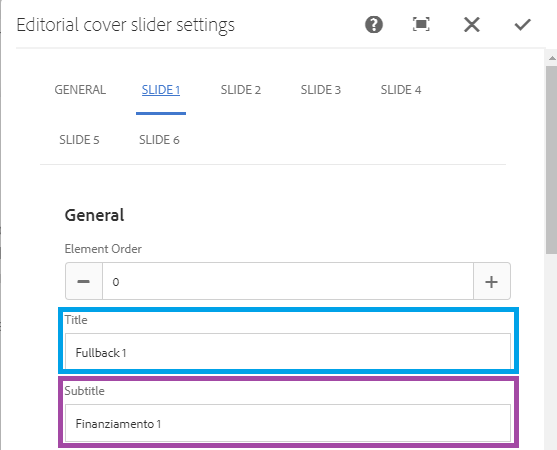 Editorial cover slider settings
GENERAL SLIDE 1 SLIDE 2 SLIDE 3 SLIDE 4
SLIDE 5 SLIDE 6
General
Element Order
0
Title
Fullback 1
Subtitle
Finanziamento 1